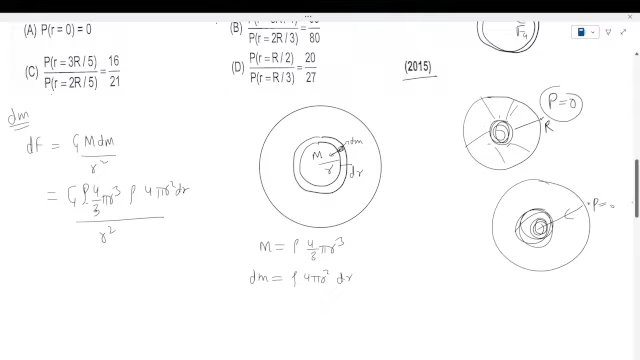 (A) P(r = 0) = 0
(B) 80
(C) P(r = 3R / 5) / P(r = 2R / 5) = 16 / 21
(D) P(r = R / 2) / P(r = R / 3) = 20 / 27
(2015)
dm
dF = G M dm / r²
= G ρ 4/3 πr³ ρ 4πr² dr / r²
M
r
dm
dr
M = ρ 4/3 πr³
dm = ρ 4πr² dr
P=0
R
P=